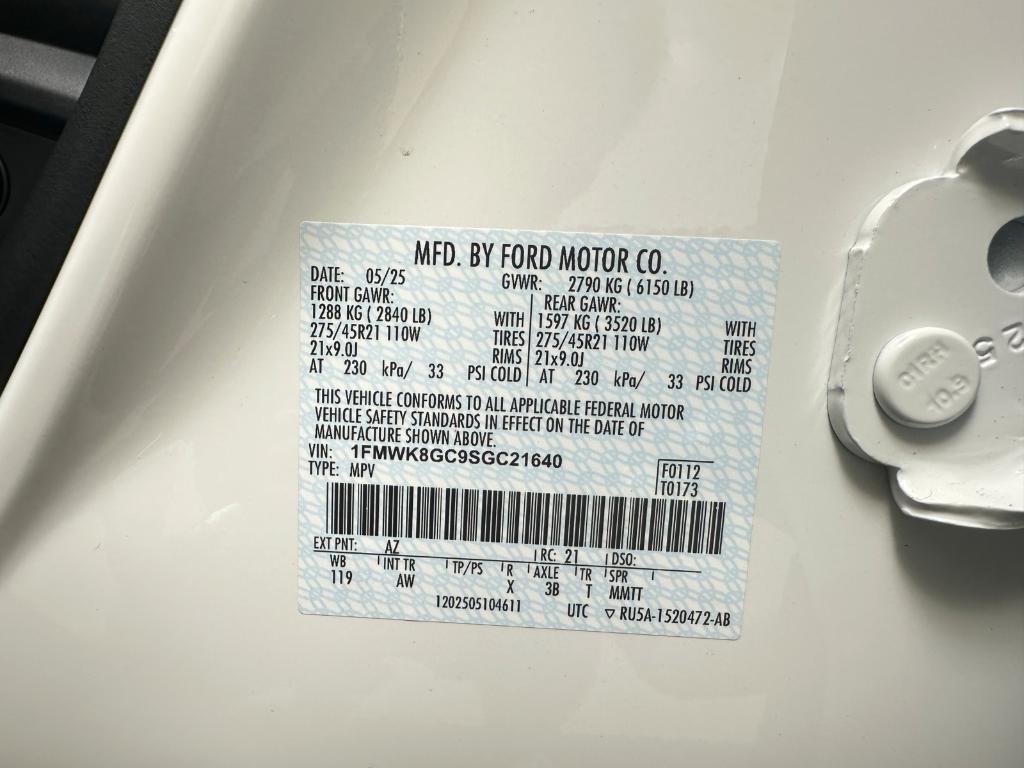 MFD. BY FORD MOTOR CO.
DATE: 05/25 GVWR: 2790 KG ( 6150 LB)
FRONT GAWR: REAR GAWR:
1288 KG ( 2840 LB) WITH 1597 KG ( 3520 LB) WITH
275/45R21 110W TIRES 275/45R21 110W TIRES
21x9.0J RIMS 21x9.0J RIMS
AT 230 kPa/ 33 PSI COLD AT 230 kPa/ 33 PSI COLD
THIS VEHICLE CONFORMS TO ALL APPLICABLE FEDERAL MOTOR
VEHICLE SAFETY STANDARDS IN EFFECT ON THE DATE OF
MANUFACTURE SHOWN ABOVE.
VIN: 1FMWK8GC9SGC21640
TYPE: MPV
F0112
T0173
EXT PNT: AZ RC: 21 DSO:
WB INT TR TP/PS R AXLE TR SPR
119 AW X 3B T MMTT
1202505104611 UTC ▽ RU5A-1520472-AB
10.9
25